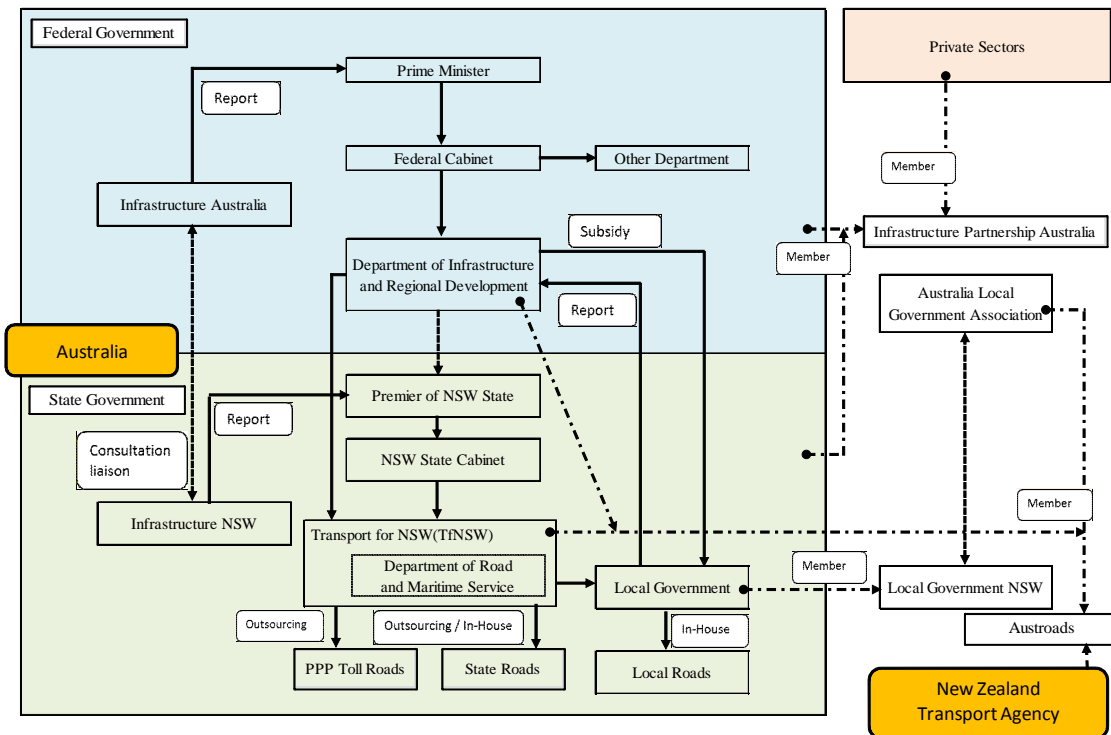 Federal Government
Private Sectors
Prime Minister
Report
Federal Cabinet
Other Department
Member
Infrastructure Australia
Subsidy
Infrastructure Partnership Australia
Member
Department of Infrastructure
and Regional Development
Report
Australia Local
Government Association
Australia
State Government
Premier of NSW State
Report
Consultation
liaison
NSW State Cabinet
Infrastructure NSW
Transport for NSW(TfNSW)
Member
Department of Road
and Maritime Service
Local Government
Member
Local Government NSW
Outsourcing
Outsourcing / In-House
In-House
Austroads
PPP Toll Roads
State Roads
Local Roads
New Zealand
Transport Agency